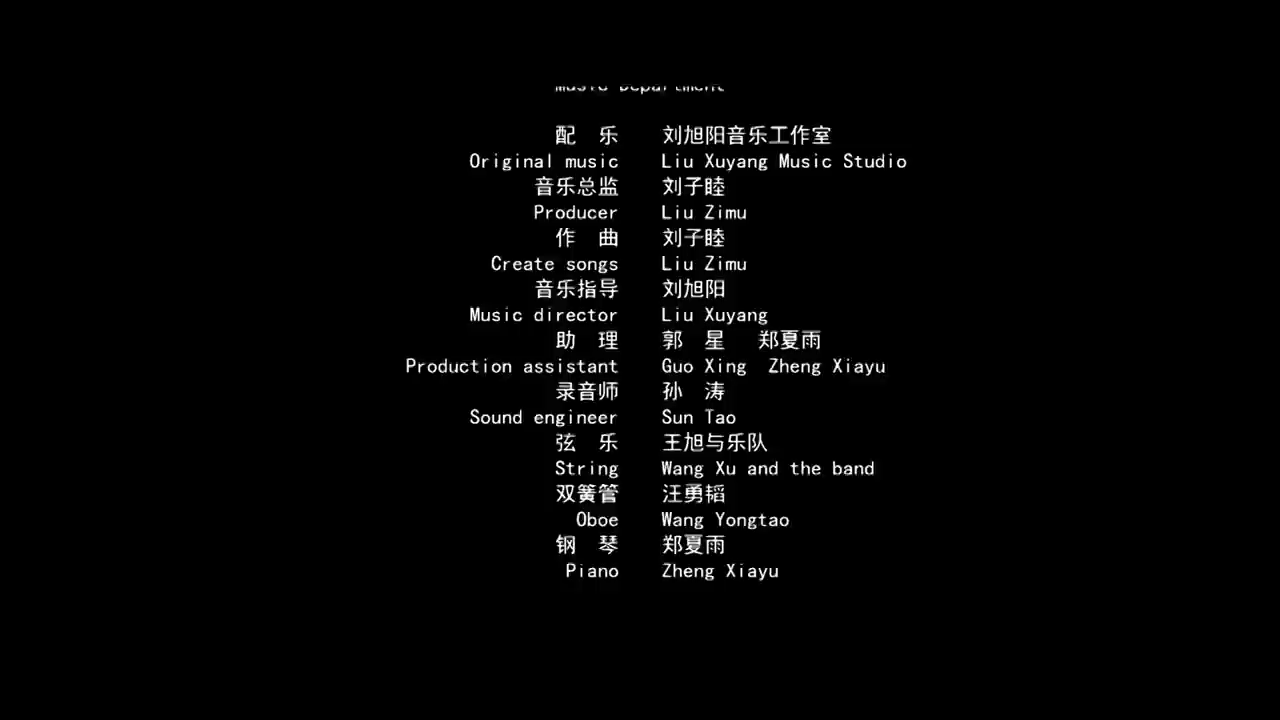 Music Department
配　乐　　刘旭阳音乐工作室
Original music　　Liu Xuyang Music Studio
音乐总监　　刘子睦
Producer　　Liu Zimu
作　曲　　刘子睦
Create songs　　Liu Zimu
音乐指导　　刘旭阳
Music director　　Liu Xuyang
助　理　　郭　星　郑夏雨
Production assistant　　Guo Xing　Zheng Xiayu
录音师　　孙　涛
Sound engineer　　Sun Tao
弦　乐　　王旭与乐队
String　　Wang Xu and the band
双簧管　　汪勇韬
Oboe　　Wang Yongtao
钢　琴　　郑夏雨
Piano　　Zheng Xiayu